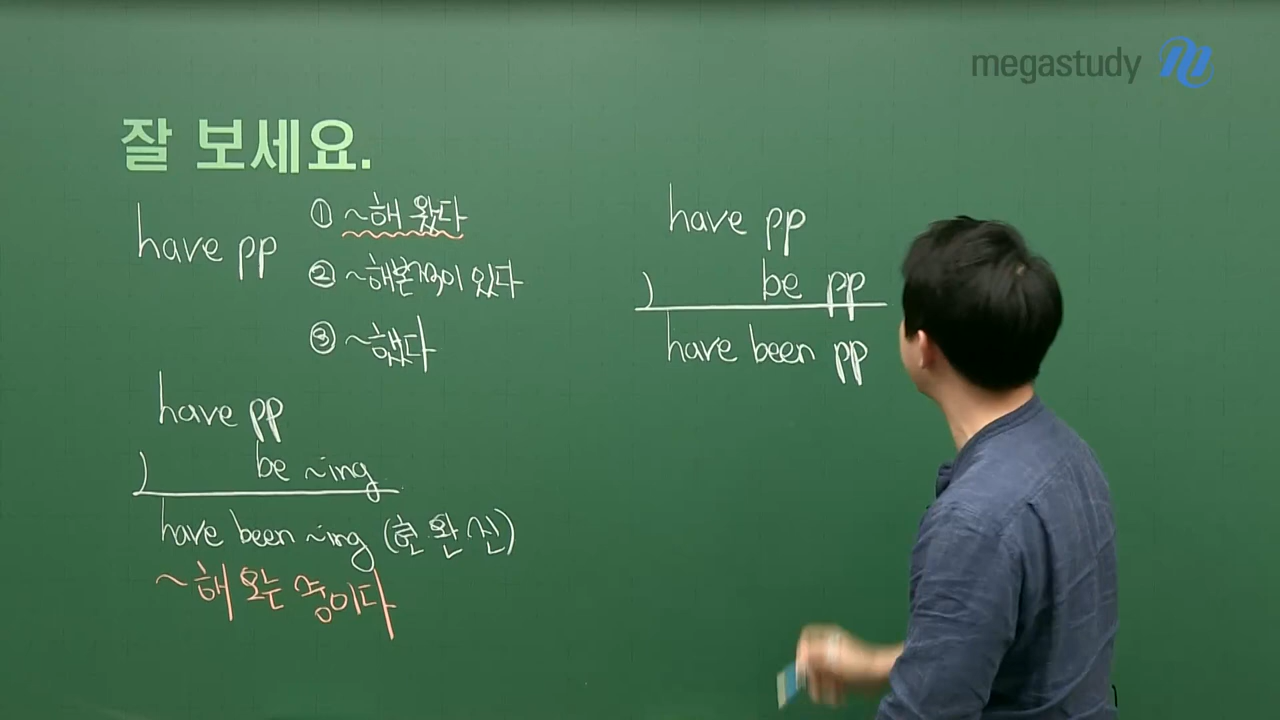 megastudy
잘 보세요.
have pp
① ~해 왔다
② ~해본 적이 있다
③ ~했다
have pp
) be ~ing
have been ~ing (현 완 진)
~해 오는 중이다
have pp
) be pp
have been pp